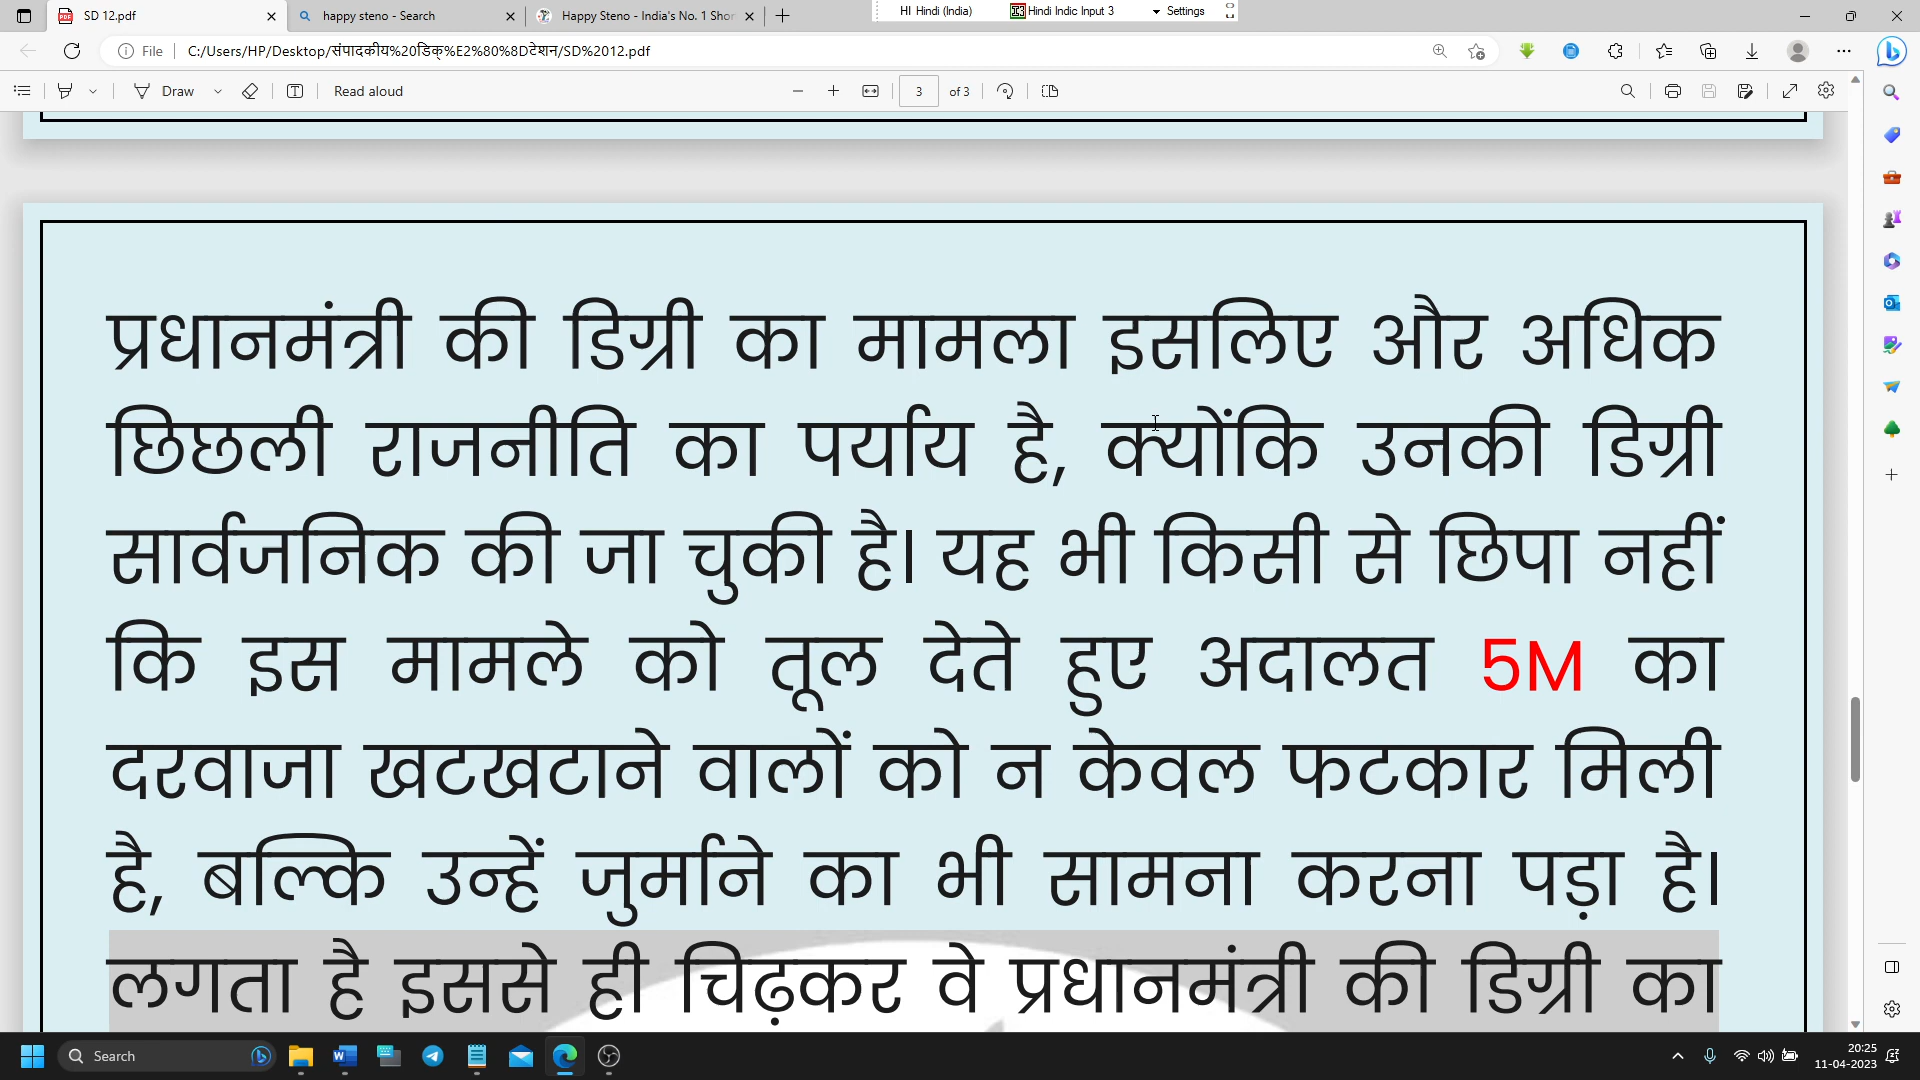 SD 12.pdf
happy steno - Search
Happy Steno - India's No. 1 Shor
HI Hindi (India)
Hindi Indic Input 3
Settings
File
C:/Users/HP/Desktop/संपादकीय%20डिक्%E2%80%8Dटेशन/SD%2012.pdf
Draw
Read aloud
3
of 3
प्रधानमंत्री की डिग्री का मामला इसलिए और अधिक
छिछली राजनीति का पर्याय है, क्योंकि उनकी डिग्री
सार्वजनिक की जा चुकी है। यह भी किसी से छिपा नहीं
कि इस मामले को तूल देते हुए अदालत 5M का
दरवाजा खटखटाने वालों को न केवल फटकार मिली
है, बल्कि उन्हें जुर्माने का भी सामना करना पड़ा है।
लगता है इससे ही चिढ़कर वे प्रधानमंत्री की डिग्री का
Search
20:25
11-04-2023